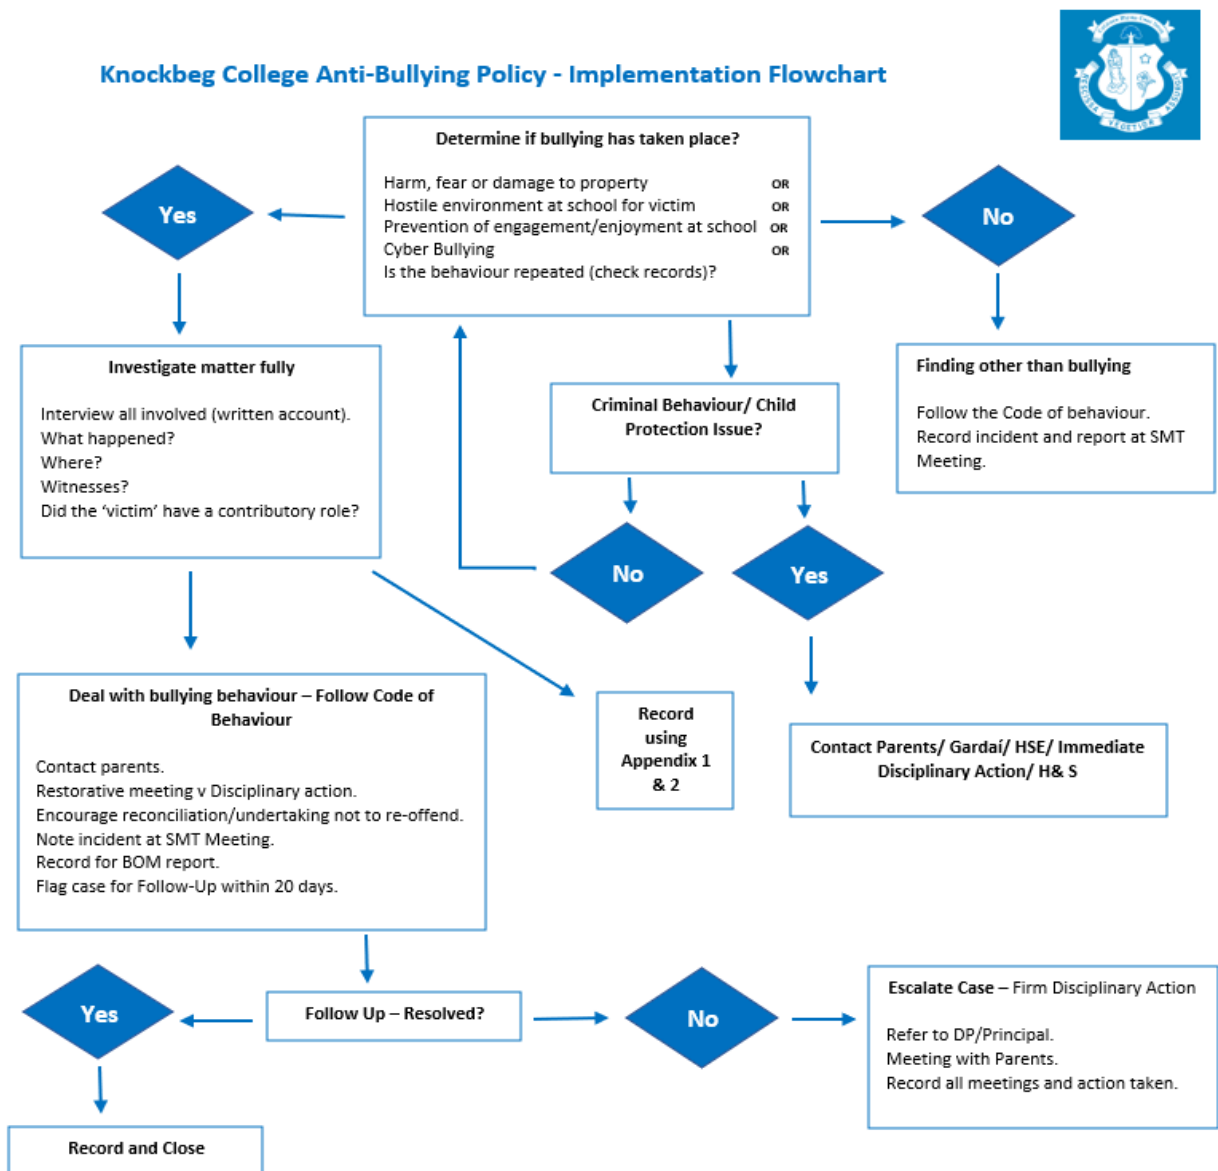 Knockbeg College Anti-Bullying Policy - Implementation Flowchart
Determine if bullying has taken place?
Harm, fear or damage to property OR
Hostile environment at school for victim OR
Prevention of engagement/enjoyment at school OR
Cyber Bullying OR
Is the behaviour repeated (check records)?
Yes
No
Investigate matter fully
Interview all involved (written account).
What happened?
Where?
Witnesses?
Did the ‘victim’ have a contributory role?
Criminal Behaviour/ Child
Protection Issue?
Finding other than bullying
Follow the Code of behaviour.
Record incident and report at SMT
Meeting.
No
Yes
Deal with bullying behaviour – Follow Code of
Behaviour
Contact parents.
Restorative meeting v Disciplinary action.
Encourage reconciliation/undertaking not to re-offend.
Note incident at SMT Meeting.
Record for BOM report.
Flag case for Follow-Up within 20 days.
Record
using
Appendix 1
& 2
Contact Parents/ Gardaí/ HSE/ Immediate
Disciplinary Action/ H& S
Yes
Follow Up – Resolved?
No
Escalate Case – Firm Disciplinary Action
Refer to DP/Principal.
Meeting with Parents.
Record all meetings and action taken.
Record and Close